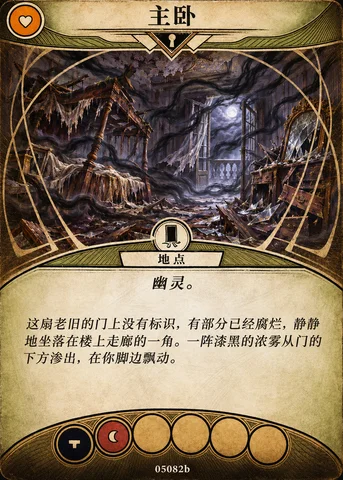 主卧
地点
幽灵。
这扇老旧的门上没有标识，有部分已经腐烂，静静
地坐落在楼上走廊的一角。一阵漆黑的浓雾从门的
下方渗出，在你脚边飘动。
05082b